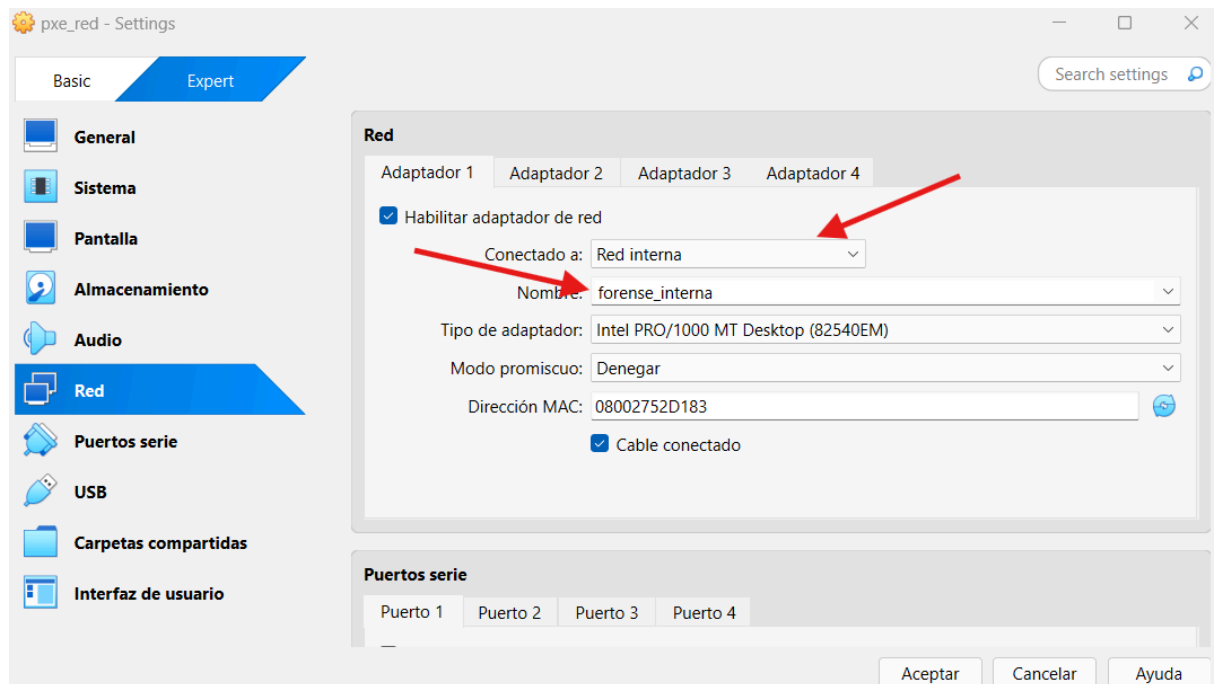 pxe_red - Settings
Basic
Expert
Search settings
General
Sistema
Pantalla
Almacenamiento
Audio
Red
Puertos serie
USB
Carpetas compartidas
Interfaz de usuario
Red
Adaptador 1 Adaptador 2 Adaptador 3 Adaptador 4
Habilitar adaptador de red
Conectado a: Red interna
Nombre: forense_interna
Tipo de adaptador: Intel PRO/1000 MT Desktop (82540EM)
Modo promiscuo: Denegar
Dirección MAC: 08002752D183
Cable conectado
Puertos serie
Puerto 1 Puerto 2 Puerto 3 Puerto 4
Aceptar Cancelar Ayuda